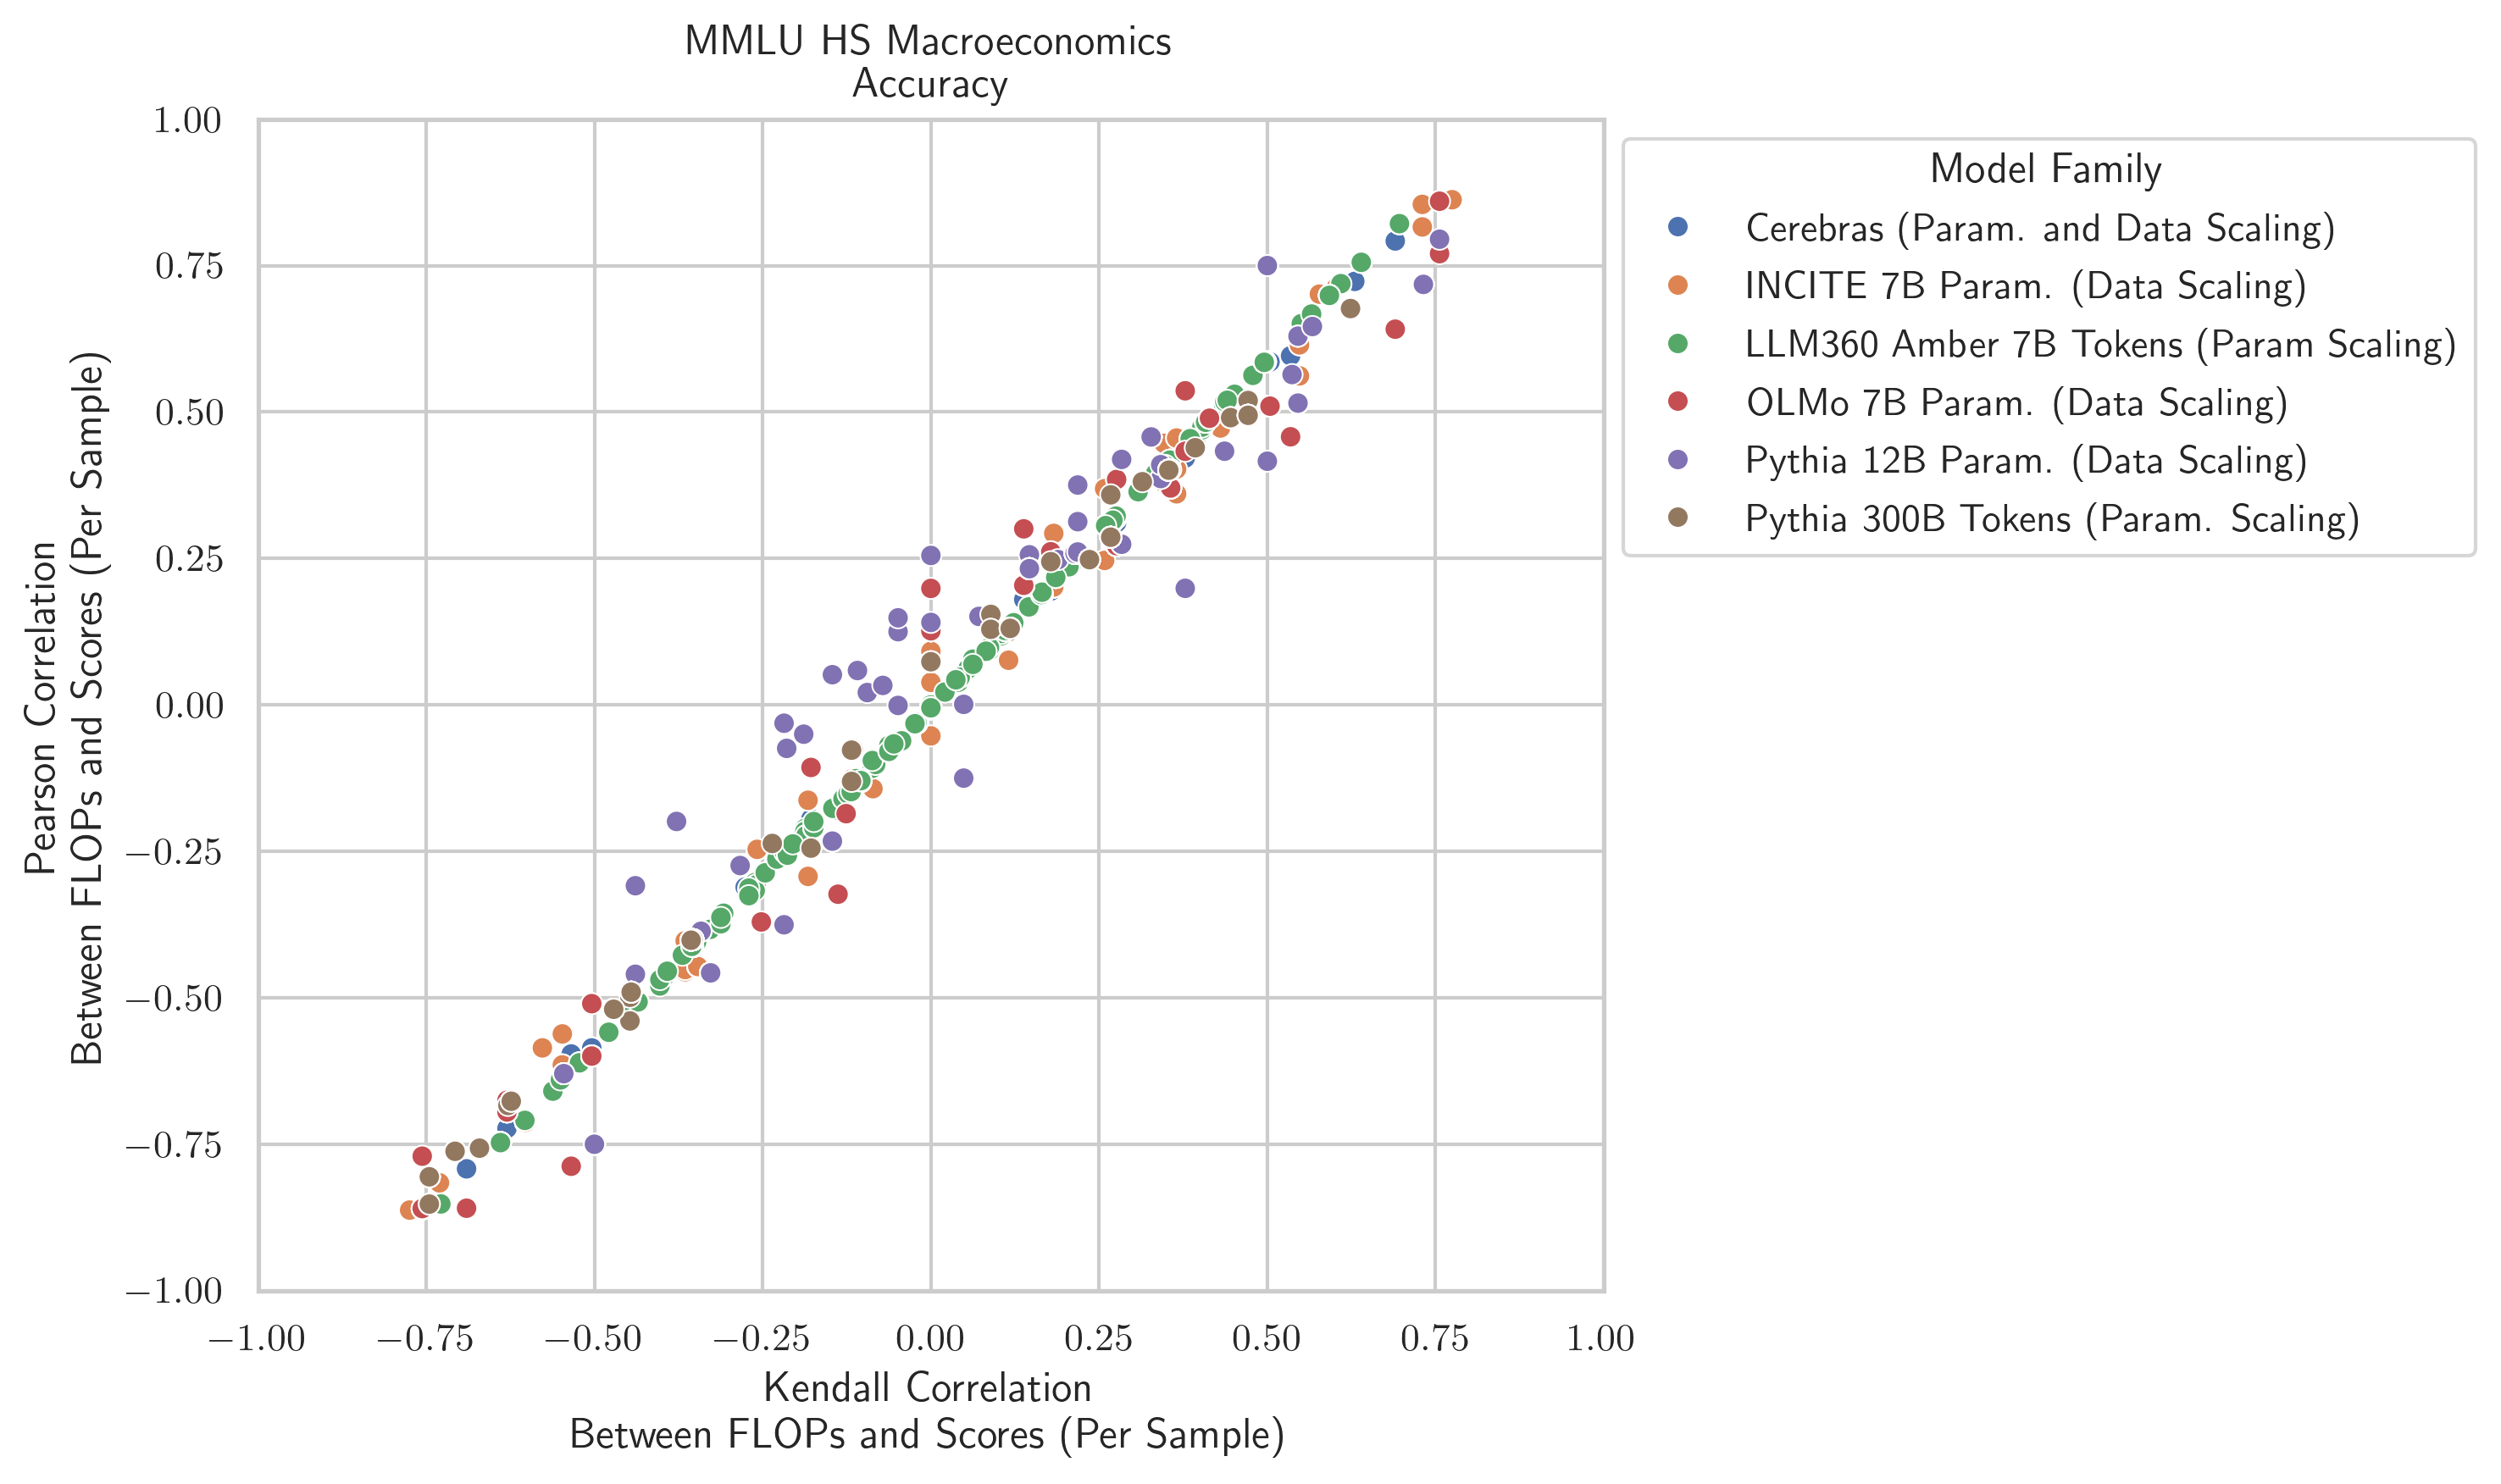 MMLU HS Macroeconomics
Accuracy
1.00
0.75
0.50
0.25
0.00
−0.25
−0.50
−0.75
−1.00
Pearson Correlation
Between FLOPs and Scores (Per Sample)
−1.00
−0.75
−0.50
−0.25
0.00
0.25
0.50
0.75
1.00
Kendall Correlation
Between FLOPs and Scores (Per Sample)
Model Family
Cerebras (Param. and Data Scaling)
INCITE 7B Param. (Data Scaling)
LLM360 Amber 7B Tokens (Param Scaling)
OLMo 7B Param. (Data Scaling)
Pythia 12B Param. (Data Scaling)
Pythia 300B Tokens (Param. Scaling)